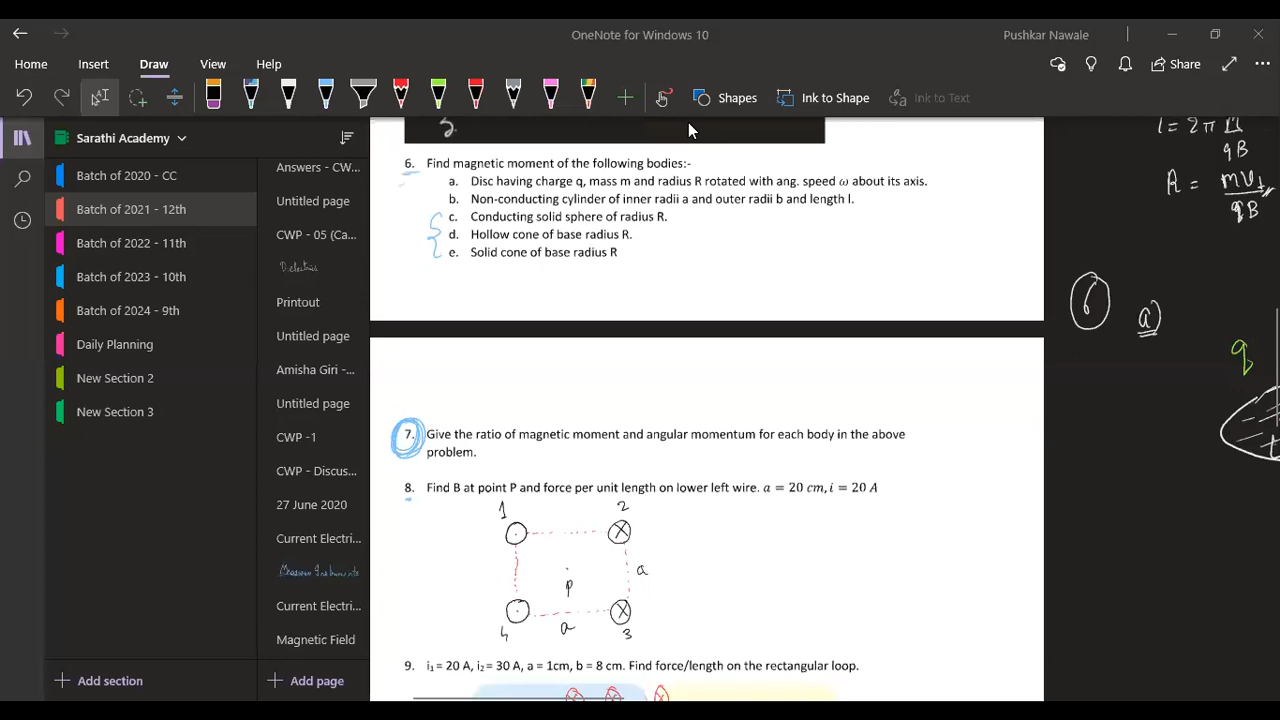 OneNote for Windows 10
Pushkar Nawale
Home
Insert
Draw
View
Help
Share
Shapes
Ink to Shape
Ink to Text
Sarathi Academy
Batch of 2020 - CC
Batch of 2021 - 12th
Batch of 2022 - 11th
Batch of 2023 - 10th
Batch of 2024 - 9th
Daily Planning
New Section 2
New Section 3
Add section
Answers - CW...
Untitled page
CWP - 05 (Ca...
Printout
Untitled page
Amisha Giri -...
Untitled page
CWP -1
CWP - Discus...
27 June 2020
Current Electri...
Measuring Instruments
Current Electri...
Magnetic Field
Add page
6. Find magnetic moment of the following bodies:-
a. Disc having charge q, mass m and radius R rotated with ang. speed ω about its axis.
b. Non-conducting cylinder of inner radii a and outer radii b and length l.
c. Conducting solid sphere of radius R.
d. Hollow cone of base radius R.
e. Solid cone of base radius R
7. Give the ratio of magnetic moment and angular momentum for each body in the above
problem.
8. Find B at point P and force per unit length on lower left wire. a = 20 cm, i = 20 A
1 2
a
P
4 a 3
9. i₁ = 20 A, i₂ = 30 A, a = 1cm, b = 8 cm. Find force/length on the rectangular loop.
qB
R = mv⊥
qB
6 a)
q